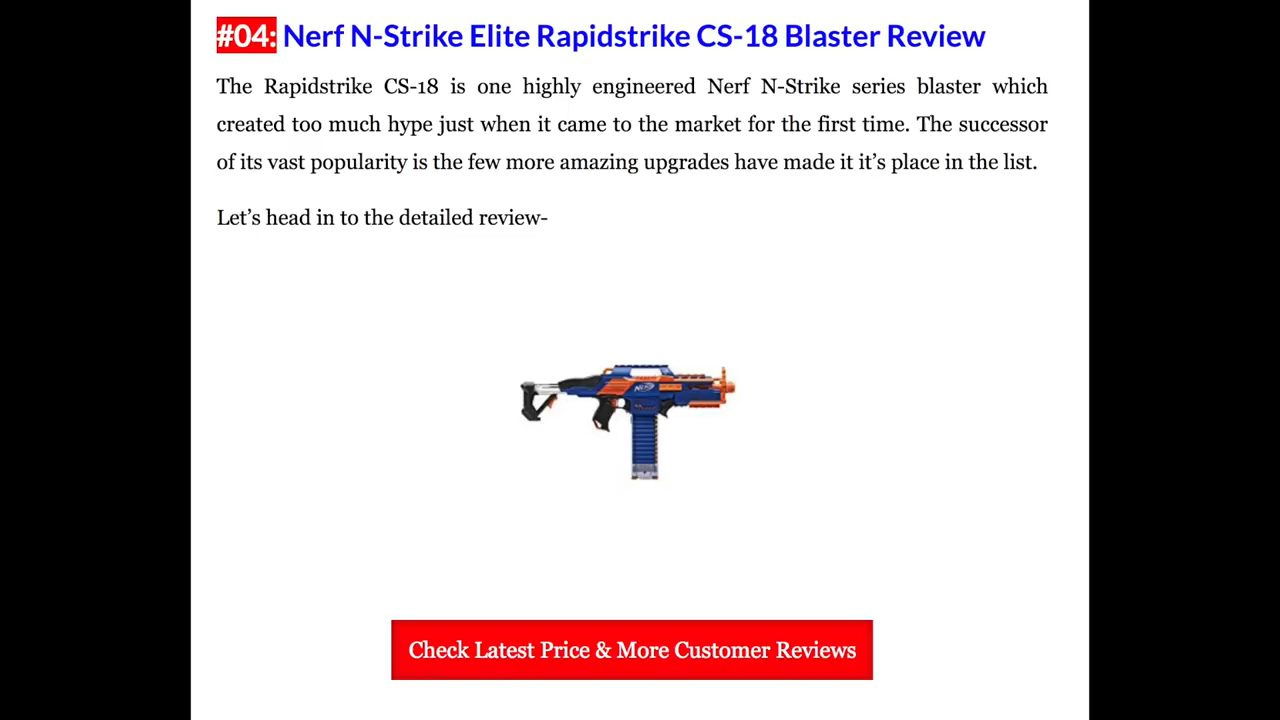 #04: Nerf N-Strike Elite Rapidstrike CS-18 Blaster Review
The Rapidstrike CS-18 is one highly engineered Nerf N-Strike series blaster which
created too much hype just when it came to the market for the first time. The successor
of its vast popularity is the few more amazing upgrades have made it it’s place in the list.
Let’s head in to the detailed review-
NERF
Check Latest Price & More Customer Reviews